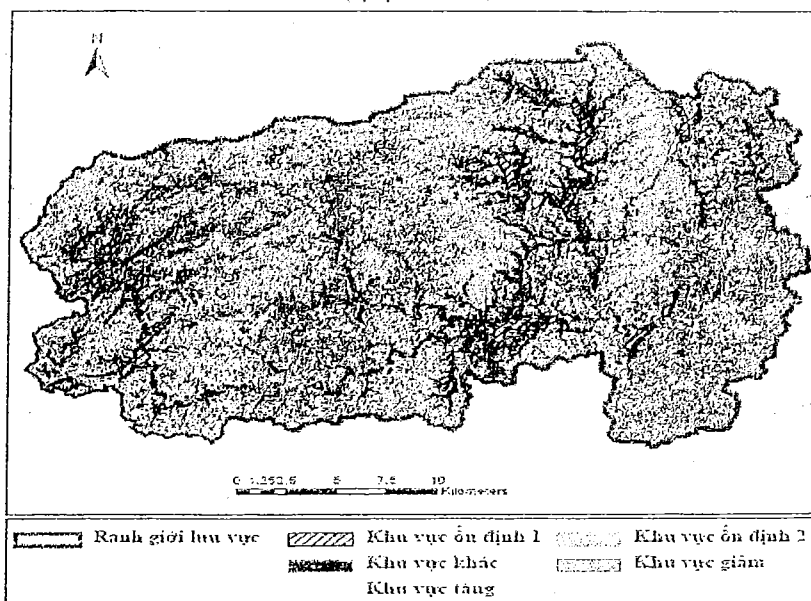 N
0 1.252.5 5 7.5 10
Kilometers
Ranh giới lưu vực
Khu vực ổn định 1
Khu vực ổn định 2
Khu vực khác
Khu vực giảm
Khu vực tăng